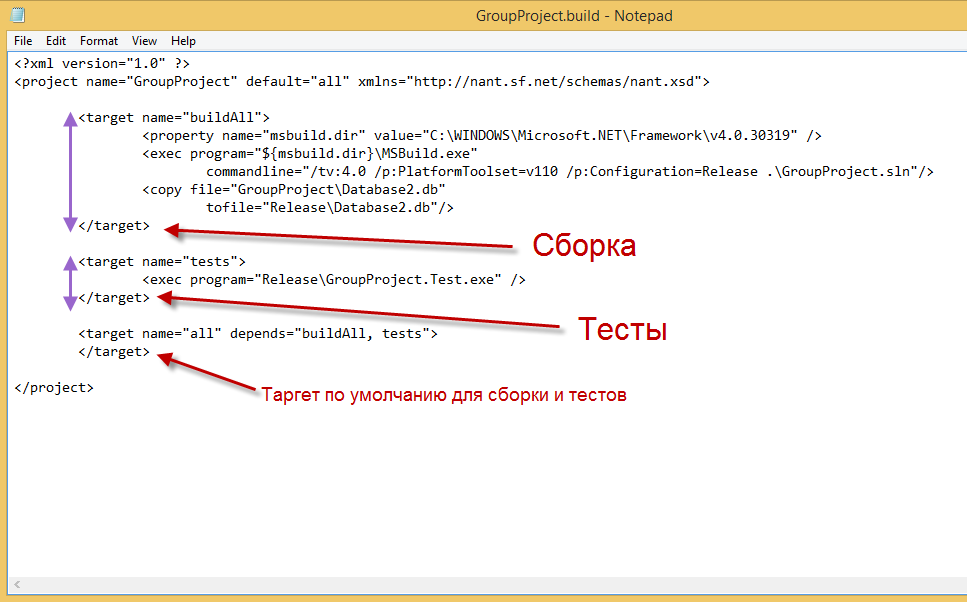 GroupProject.build - Notepad
File Edit Format View Help
<?xml version="1.0" ?>
<project name="GroupProject" default="all" xmlns="http://nant.sf.net/schemas/nant.xsd">
<target name="buildAll">
<property name="msbuild.dir" value="C:\WINDOWS\Microsoft.NET\Framework\v4.0.30319" />
<exec program="${msbuild.dir}\MSBuild.exe"
commandline="/tv:4.0 /p:PlatformToolset=v110 /p:Configuration=Release .\GroupProject.sln"/>
<copy file="GroupProject\Database2.db"
tofile="Release\Database2.db"/>
</target>
Сборка
<target name="tests">
<exec program="Release\GroupProject.Test.exe" />
</target>
Тесты
<target name="all" depends="buildAll, tests">
</target>
</project>
Таргет по умолчанию для сборки и тестов